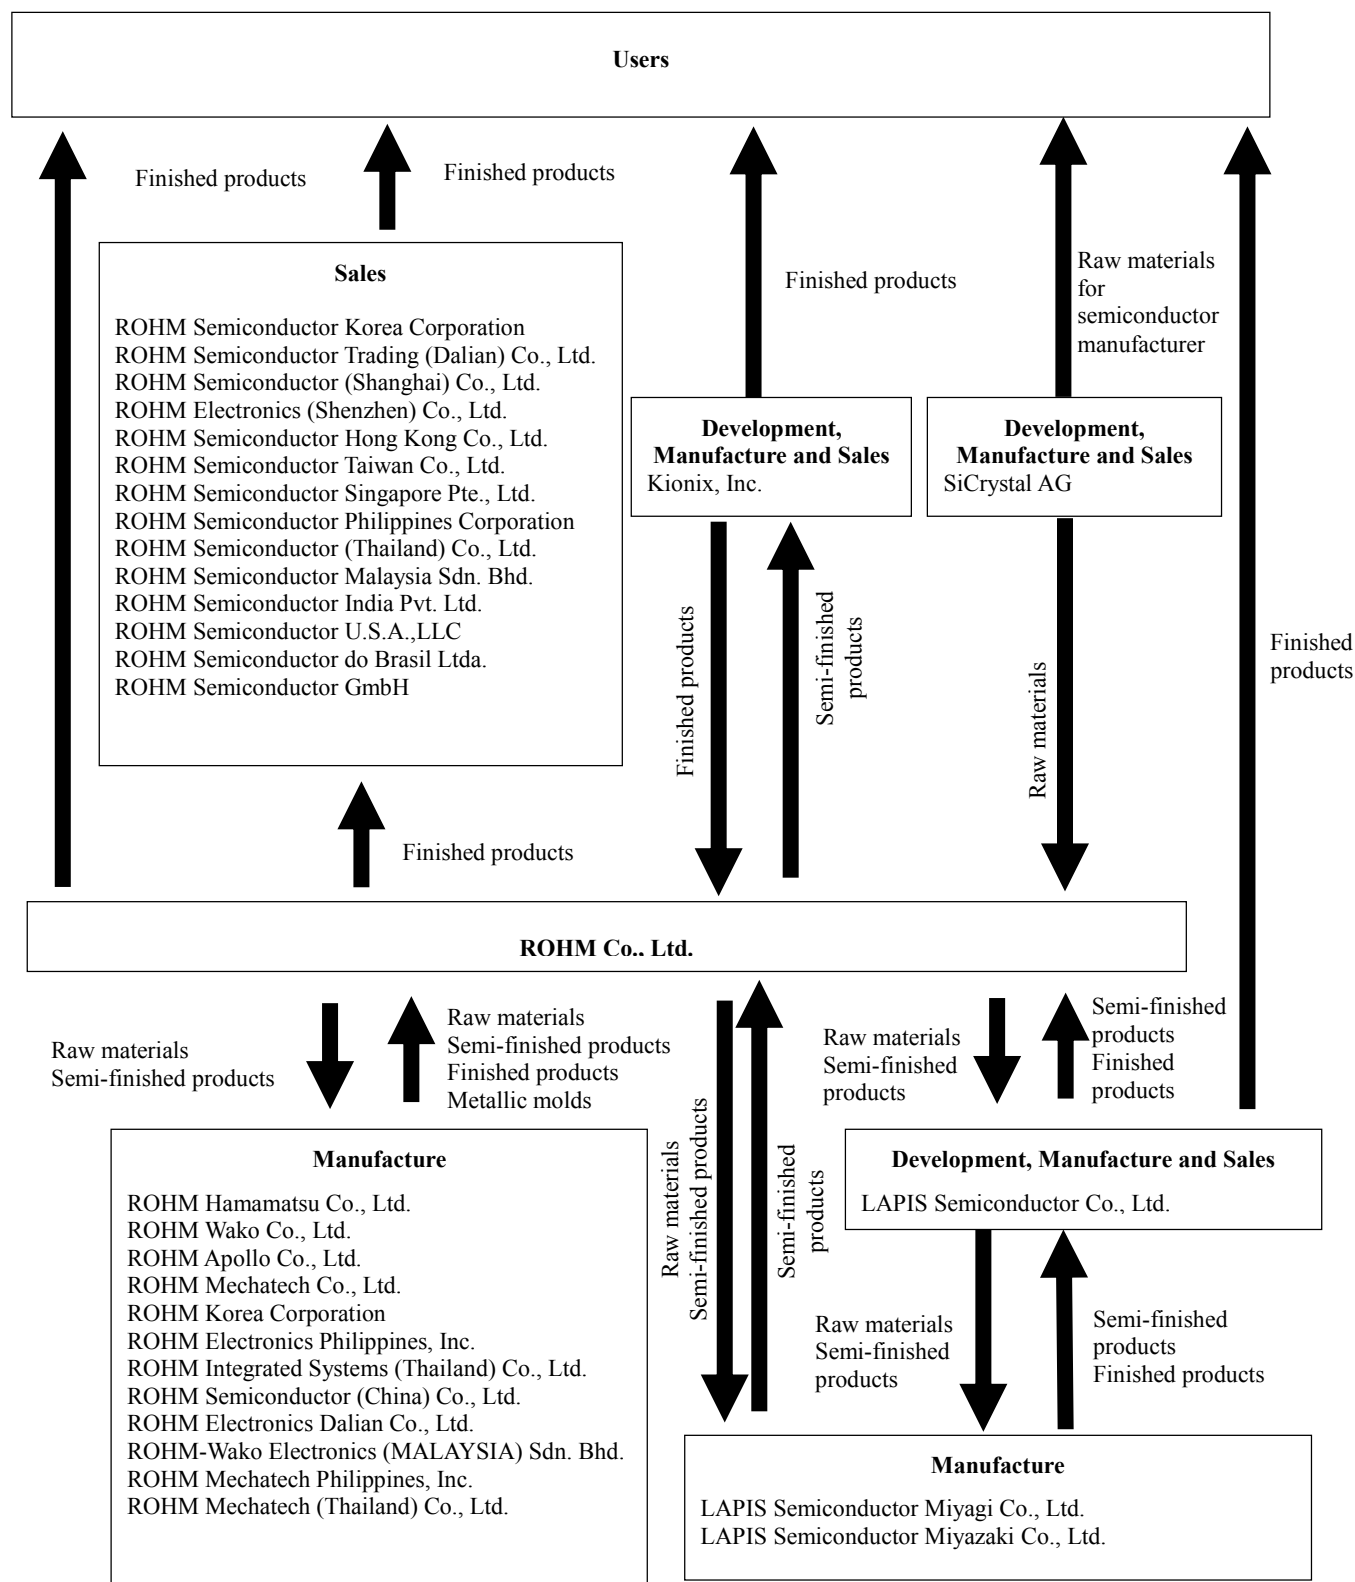 Users
Finished products
Finished products
Finished products
Raw materials
for
semiconductor
manufacturer
Finished
products
Sales
ROHM Semiconductor Korea Corporation
ROHM Semiconductor Trading (Dalian) Co., Ltd.
ROHM Semiconductor (Shanghai) Co., Ltd.
ROHM Electronics (Shenzhen) Co., Ltd.
ROHM Semiconductor Hong Kong Co., Ltd.
ROHM Semiconductor Taiwan Co., Ltd.
ROHM Semiconductor Singapore Pte., Ltd.
ROHM Semiconductor Philippines Corporation
ROHM Semiconductor (Thailand) Co., Ltd.
ROHM Semiconductor Malaysia Sdn. Bhd.
ROHM Semiconductor India Pvt. Ltd.
ROHM Semiconductor U.S.A.,LLC
ROHM Semiconductor do Brasil Ltda.
ROHM Semiconductor GmbH
Development,
Manufacture and Sales
Kionix, Inc.
Development,
Manufacture and Sales
SiCrystal AG
Finished products
Semi-finished
products
Raw materials
Finished products
ROHM Co., Ltd.
Raw materials
Semi-finished products
Raw materials
Semi-finished products
Finished products
Metallic molds
Raw materials
Semi-finished products
Semi-finished
products
Raw materials
Semi-finished
products
Semi-finished
products
Finished
products
Manufacture
ROHM Hamamatsu Co., Ltd.
ROHM Wako Co., Ltd.
ROHM Apollo Co., Ltd.
ROHM Mechatech Co., Ltd.
ROHM Korea Corporation
ROHM Electronics Philippines, Inc.
ROHM Integrated Systems (Thailand) Co., Ltd.
ROHM Semiconductor (China) Co., Ltd.
ROHM Electronics Dalian Co., Ltd.
ROHM-Wako Electronics (MALAYSIA) Sdn. Bhd.
ROHM Mechatech Philippines, Inc.
ROHM Mechatech (Thailand) Co., Ltd.
Development, Manufacture and Sales
LAPIS Semiconductor Co., Ltd.
Raw materials
Semi-finished
products
Semi-finished
products
Finished products
Manufacture
LAPIS Semiconductor Miyagi Co., Ltd.
LAPIS Semiconductor Miyazaki Co., Ltd.